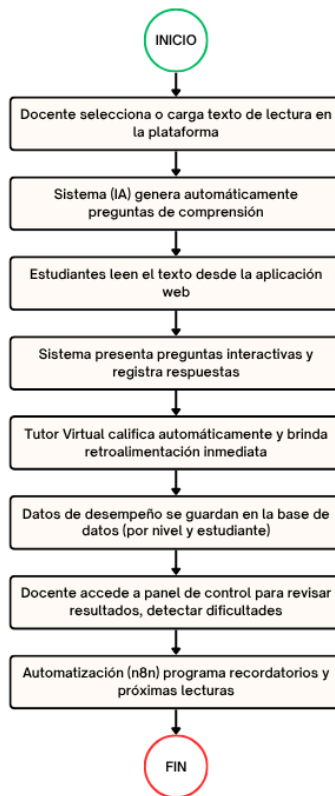 INICIO
Docente selecciona o carga texto de lectura en
la plataforma
Sistema (IA) genera automáticamente
preguntas de comprensión
Estudiantes leen el texto desde la aplicación
web
Sistema presenta preguntas interactivas y
registra respuestas
Tutor Virtual califica automáticamente y brinda
retroalimentación inmediata
Datos de desempeño se guardan en la base de
datos (por nivel y estudiante)
Docente accede a panel de control para revisar
resultados, detectar dificultades
Automatización (n8n) programa recordatorios y
próximas lecturas
FIN